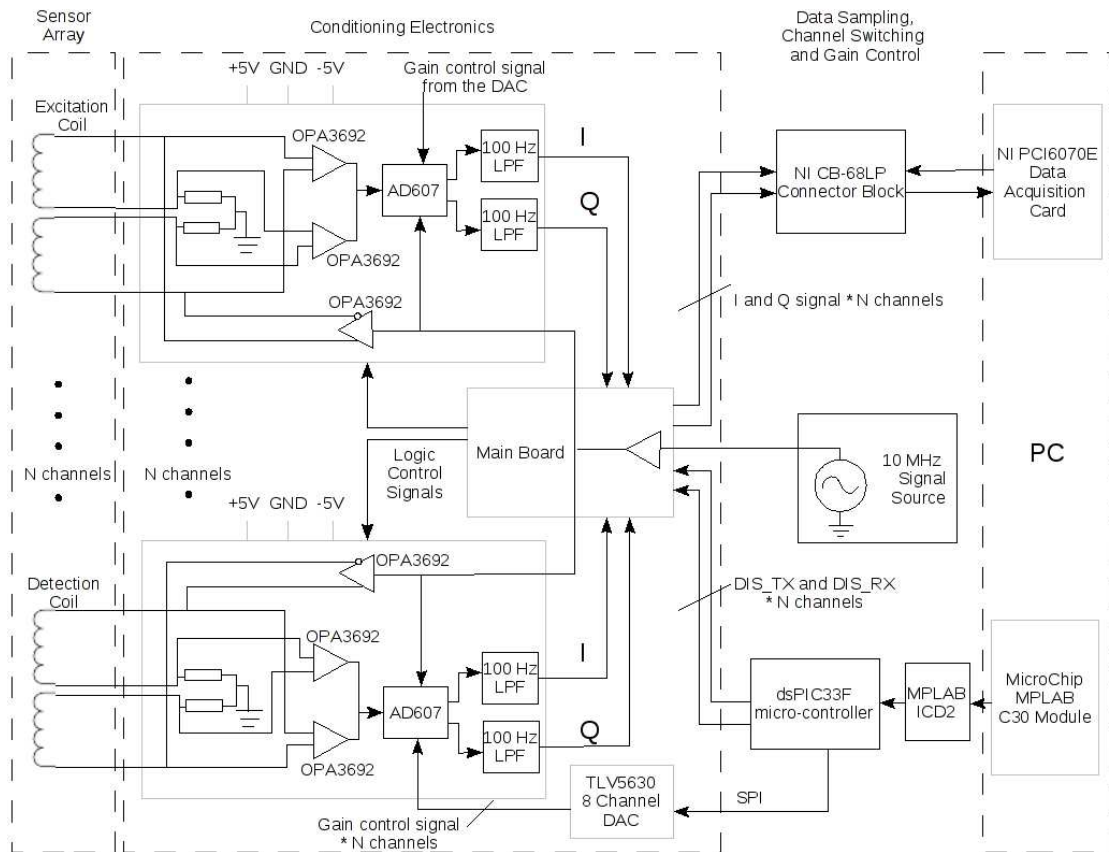 Sensor
Array
Conditioning Electronics
Data Sampling,
Channel Switching
and Gain Control
+5V GND -5V
Gain control signal
from the DAC
Excitation
Coil
OPA3692
OPA3692
OPA3692
AD607
100 Hz
LPF
100 Hz
LPF
I
Q
NI CB-68LP
Connector Block
NI PCI6070E
Data
Acquisition
Card
I and Q signal * N channels
N channels
N channels
Logic
Control
Signals
Main Board
10 MHz
Signal
Source
PC
+5V GND -5V
Detection
Coil
OPA3692
OPA3692
OPA3692
AD607
100 Hz
LPF
100 Hz
LPF
I
Q
DIS_TX and DIS_RX
* N channels
dsPIC33F
micro-controller
MPLAB
ICD2
MicroChip
MPLAB
C30 Module
TLV5630
8 Channel
DAC
SPI
Gain control signal
* N channels